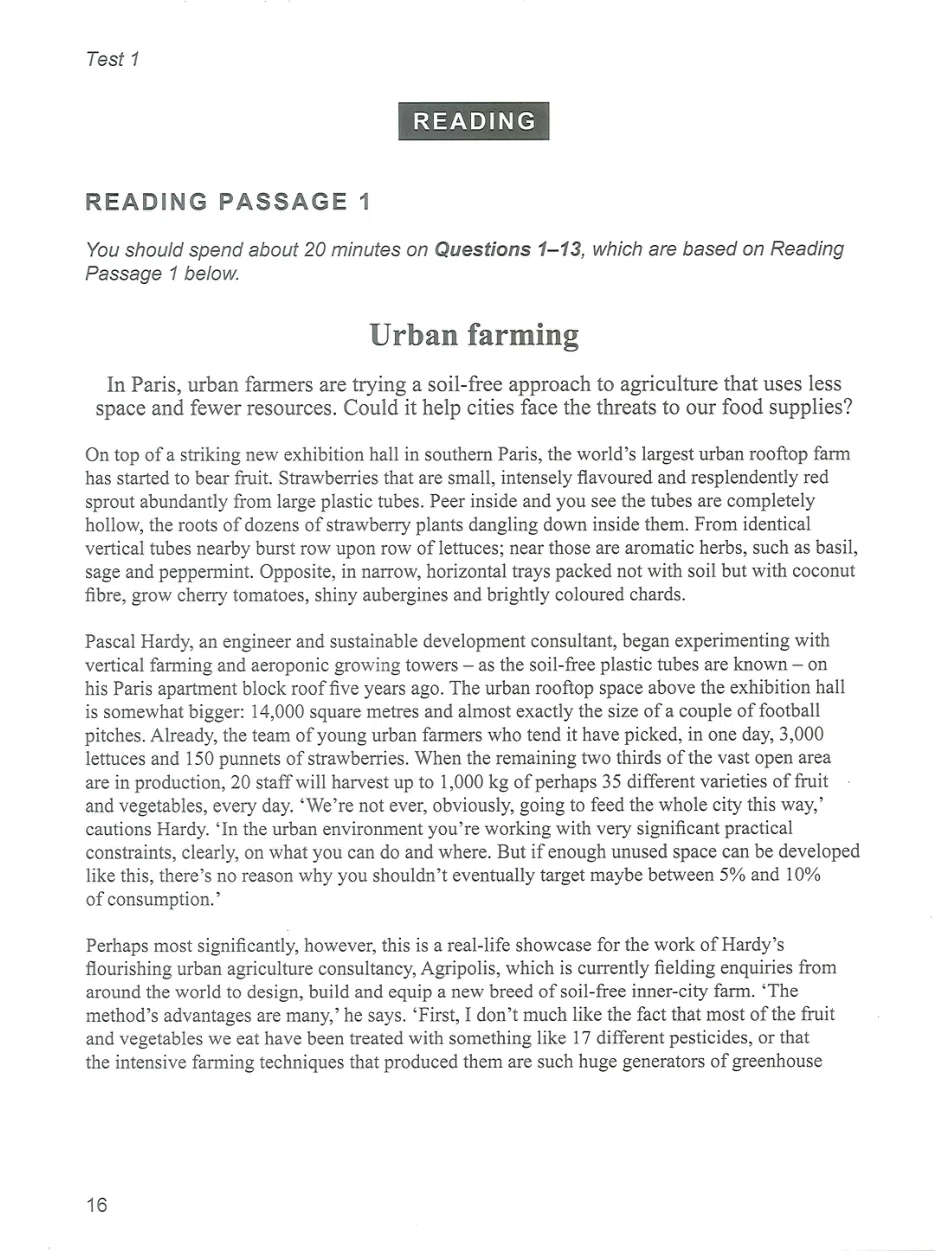 Test 1
READING
READING PASSAGE 1
You should spend about 20 minutes on Questions 1–13, which are based on Reading
Passage 1 below.
Urban farming
In Paris, urban farmers are trying a soil-free approach to agriculture that uses less
space and fewer resources. Could it help cities face the threats to our food supplies?
On top of a striking new exhibition hall in southern Paris, the world's largest urban rooftop farm
has started to bear fruit. Strawberries that are small, intensely flavoured and resplendently red
sprout abundantly from large plastic tubes. Peer inside and you see the tubes are completely
hollow, the roots of dozens of strawberry plants dangling down inside them. From identical
vertical tubes nearby burst row upon row of lettuces; near those are aromatic herbs, such as basil,
sage and peppermint. Opposite, in narrow, horizontal trays packed not with soil but with coconut
fibre, grow cherry tomatoes, shiny aubergines and brightly coloured chards.
Pascal Hardy, an engineer and sustainable development consultant, began experimenting with
vertical farming and aeroponic growing towers – as the soil-free plastic tubes are known – on
his Paris apartment block roof five years ago. The urban rooftop space above the exhibition hall
is somewhat bigger: 14,000 square metres and almost exactly the size of a couple of football
pitches. Already, the team of young urban farmers who tend it have picked, in one day, 3,000
lettuces and 150 punnets of strawberries. When the remaining two thirds of the vast open area
are in production, 20 staff will harvest up to 1,000 kg of perhaps 35 different varieties of fruit
and vegetables, every day. 'We're not ever, obviously, going to feed the whole city this way,'
cautions Hardy. 'In the urban environment you're working with very significant practical
constraints, clearly, on what you can do and where. But if enough unused space can be developed
like this, there's no reason why you shouldn't eventually target maybe between 5% and 10%
of consumption.'
Perhaps most significantly, however, this is a real-life showcase for the work of Hardy's
flourishing urban agriculture consultancy, Agripolis, which is currently fielding enquiries from
around the world to design, build and equip a new breed of soil-free inner-city farm. 'The
method's advantages are many,' he says. 'First, I don't much like the fact that most of the fruit
and vegetables we eat have been treated with something like 17 different pesticides, or that
the intensive farming techniques that produced them are such huge generators of greenhouse
16